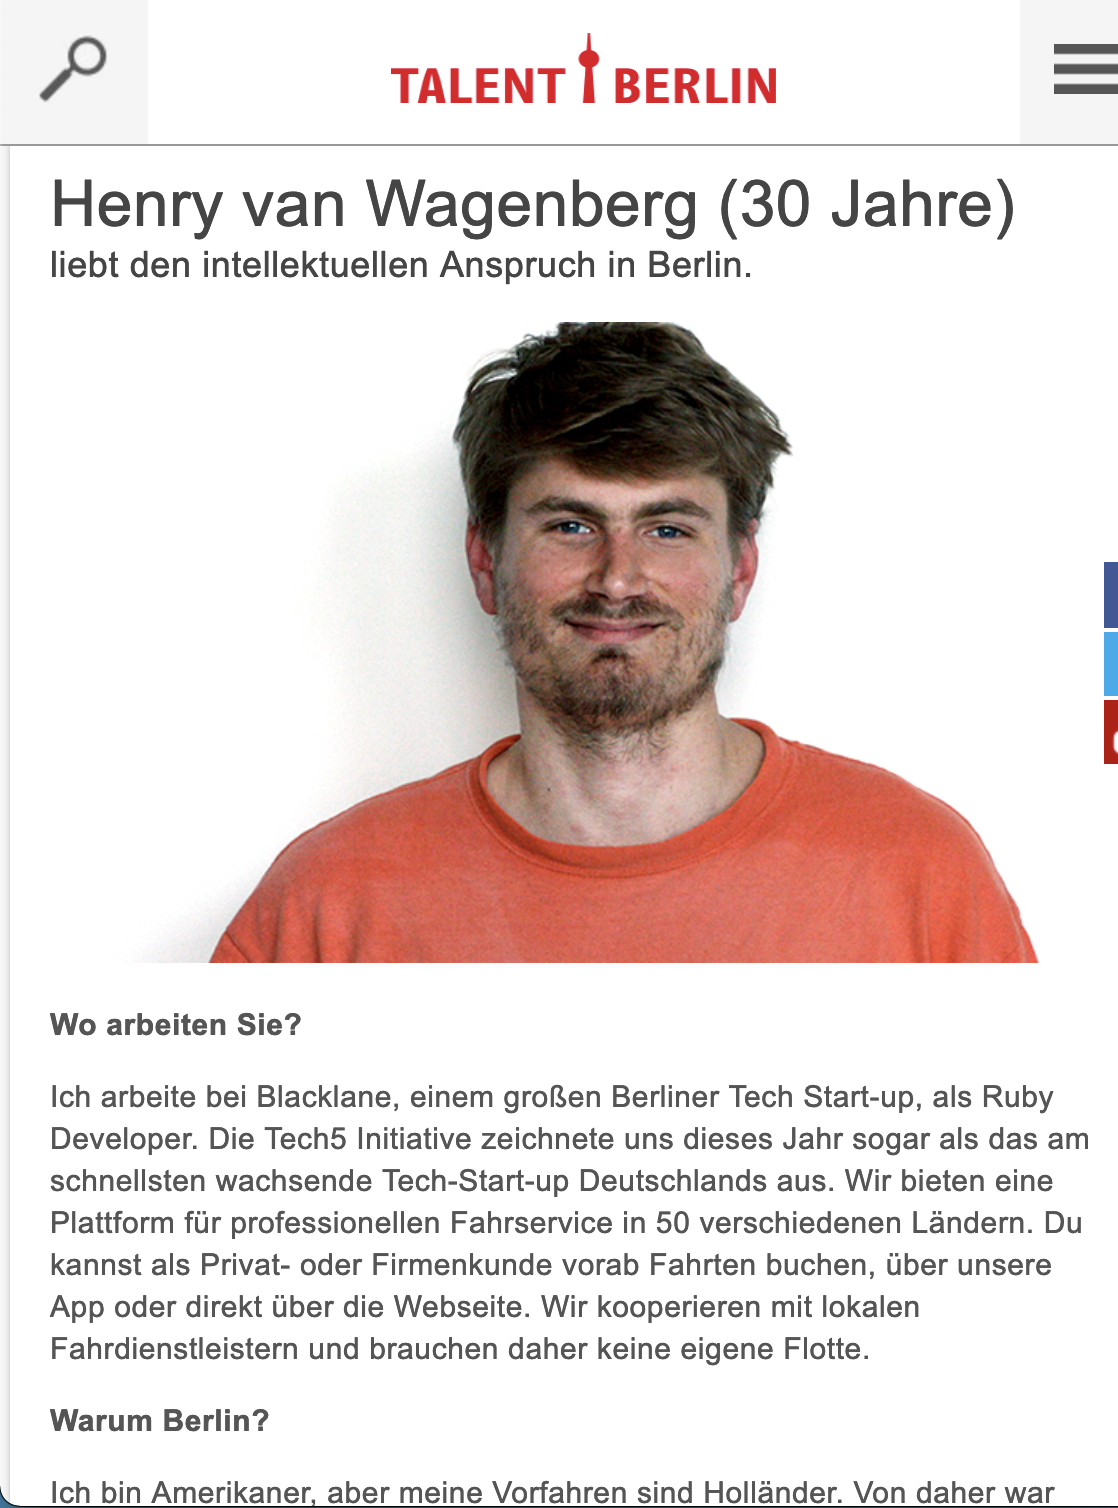 TALENT BERLIN
Henry van Wagenberg (30 Jahre)
liebt den intellektuellen Anspruch in Berlin.
Wo arbeiten Sie?
Ich arbeite bei Blacklane, einem großen Berliner Tech Start-up, als Ruby
Developer. Die Tech5 Initiative zeichnete uns dieses Jahr sogar als das am
schnellsten wachsende Tech-Start-up Deutschlands aus. Wir bieten eine
Plattform für professionellen Fahrservice in 50 verschiedenen Ländern. Du
kannst als Privat- oder Firmenkunde vorab Fahrten buchen, über unsere
App oder direkt über die Webseite. Wir kooperieren mit lokalen
Fahrdienstleistern und brauchen daher keine eigene Flotte.
Warum Berlin?
Ich bin Amerikaner, aber meine Vorfahren sind Holländer. Von daher war